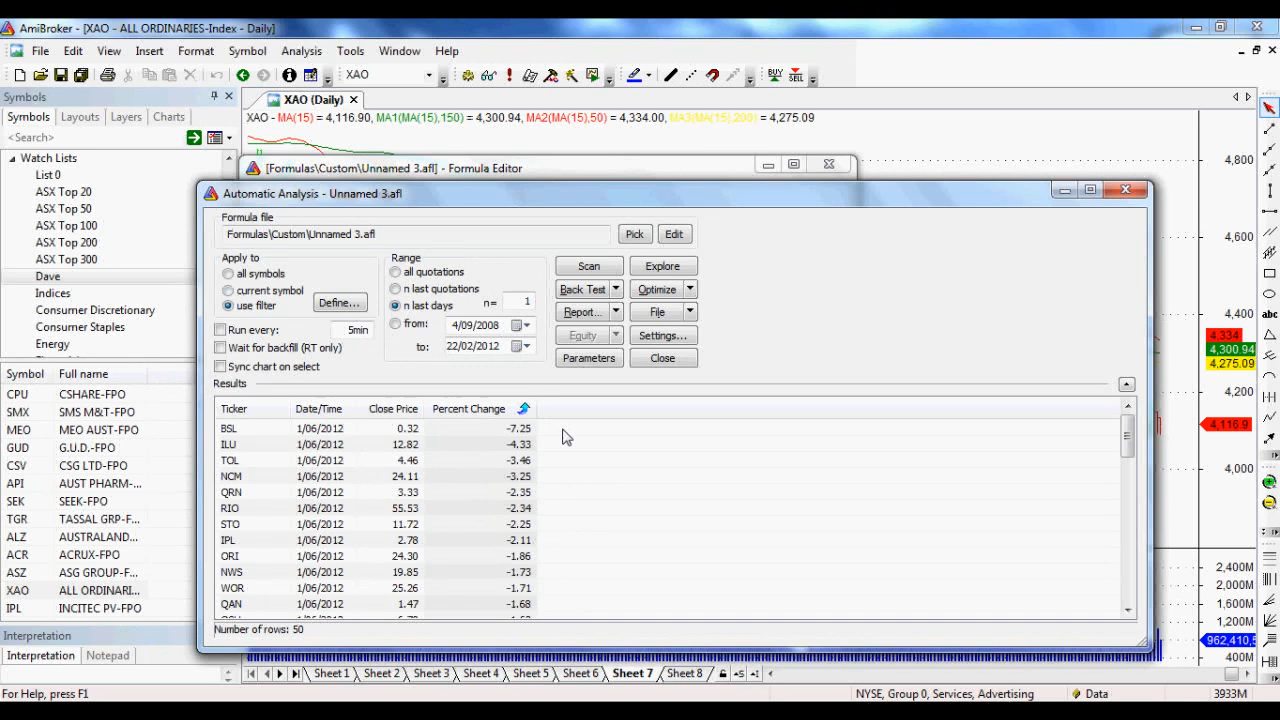 AmiBroker - [XAO - ALL ORDINARIES-Index - Daily]
File Edit View Insert Format Symbol Analysis Tools Window Help
XAO
BUY SELL
Symbols
Symbols Layouts Layers Charts
<Search>
Watch Lists
List 0
ASX Top 20
ASX Top 50
ASX Top 100
ASX Top 200
ASX Top 300
Dave
Indices
Consumer Discretionary
Consumer Staples
Energy
Symbol Full name
CPU CSHARE-FPO
SMX SMS M&T-FPO
MEO MEO AUST-FPO
GUD G.U.D.-FPO
CSV CSG LTD-FPO
API AUST PHARM-...
SEK SEEK-FPO
TGR TASSAL GRP-F...
ALZ AUSTRALAND-F...
ACR ACRUX-FPO
ASZ ASG GROUP-F...
XAO ALL ORDINARI...
IPL INCITEC PV-FPO
Interpretation
Interpretation Notepad
XAO (Daily)
XAO - MA(15) = 4,116.90, MA1(MA(15),150) = 4,300.94, MA2(MA(15),50) = 4,334.00, MA3(MA(15),200) = 4,275.09
[Formulas\Custom\Unnamed 3.afl] - Formula Editor
Automatic Analysis - Unnamed 3.afl
Formula file
Formulas\Custom\Unnamed 3.afl Pick Edit
Apply to
all symbols
current symbol
use filter Define...
Run every: 5min
Wait for backfill (RT only)
Sync chart on select
Range
all quotations
n last quotations
n last days n= 1
from: 4/09/2008
to: 22/02/2012
Scan Explore
Back Test Optimize
Report... File
Equity Settings...
Parameters Close
Results
Ticker Date/Time Close Price Percent Change
BSL 1/06/2012 0.32 -7.25
ILU 1/06/2012 12.82 -4.33
TOL 1/06/2012 4.46 -3.46
NCM 1/06/2012 24.11 -3.25
QRN 1/06/2012 3.33 -2.35
RIO 1/06/2012 55.53 -2.34
STO 1/06/2012 11.72 -2.25
IPL 1/06/2012 2.78 -2.11
ORI 1/06/2012 24.30 -1.86
NWS 1/06/2012 19.85 -1.73
WOR 1/06/2012 25.26 -1.71
QAN 1/06/2012 1.47 -1.68
Number of rows: 50
4,800
4,600
4,334
4,300.94
4,275.09
4,200
4,116.9
4,000
2,400M
1,600M
1,200M
962,410,5
400M
abc
Sheet 1 Sheet 2 Sheet 3 Sheet 4 Sheet 5 Sheet 6 Sheet 7 Sheet 8
For Help, press F1
NYSE, Group 0, Services, Advertising Data 3933M